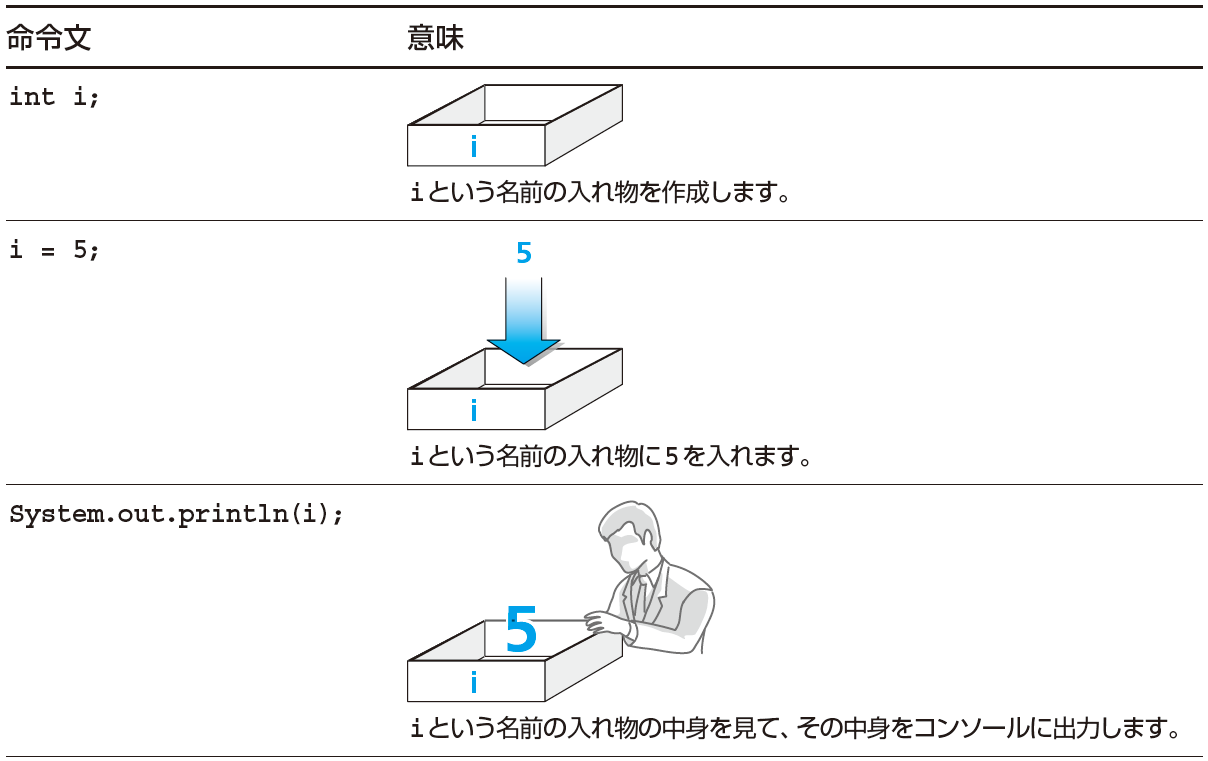 命令文 意味
int i;
i
iという名前の入れ物を作成します。
i = 5;
5
i
iという名前の入れ物に5を入れます。
System.out.println(i);
5
i
iという名前の入れ物の中身を見て、その中身をコンソールに出力します。